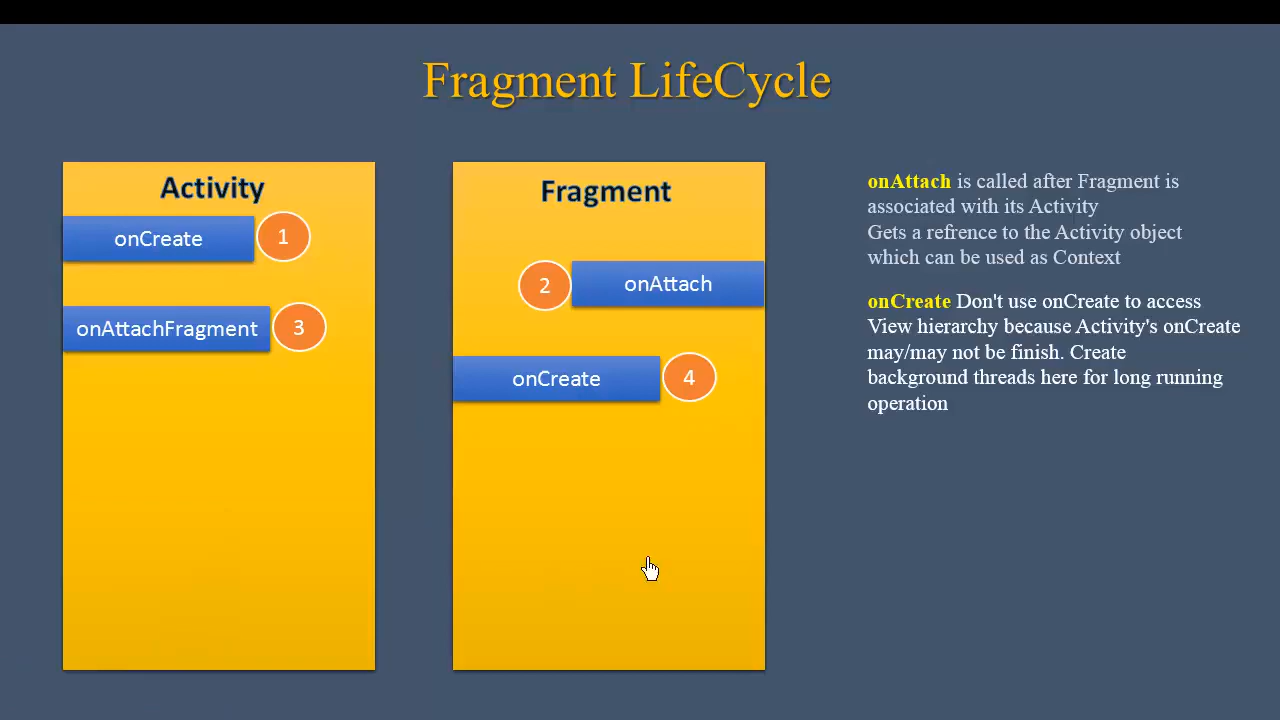 Fragment LifeCycle
Activity
onCreate
1
onAttachFragment
3
Fragment
2
onAttach
onCreate
4
onAttach is called after Fragment is
associated with its Activity
Gets a refrence to the Activity object
which can be used as Context
onCreate Don't use onCreate to access
View hierarchy because Activity's onCreate
may/may not be finish. Create
background threads here for long running
operation